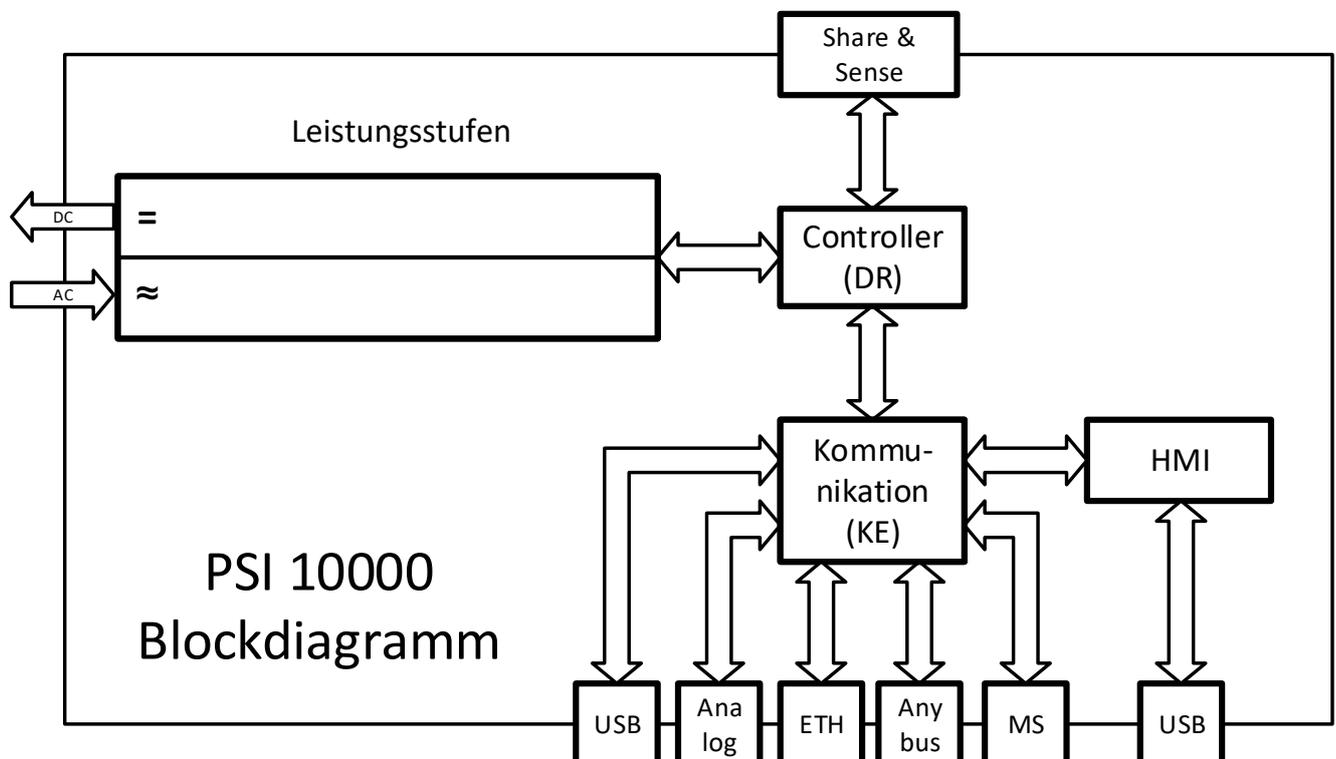 Share &
Sense
Leistungsstufen
DC
=
AC
≈
Controller
(DR)
Kommu-
nikation
(KE)
HMI
PSI 10000
Blockdiagramm
USB
Ana
log
ETH
Any
bus
MS
USB